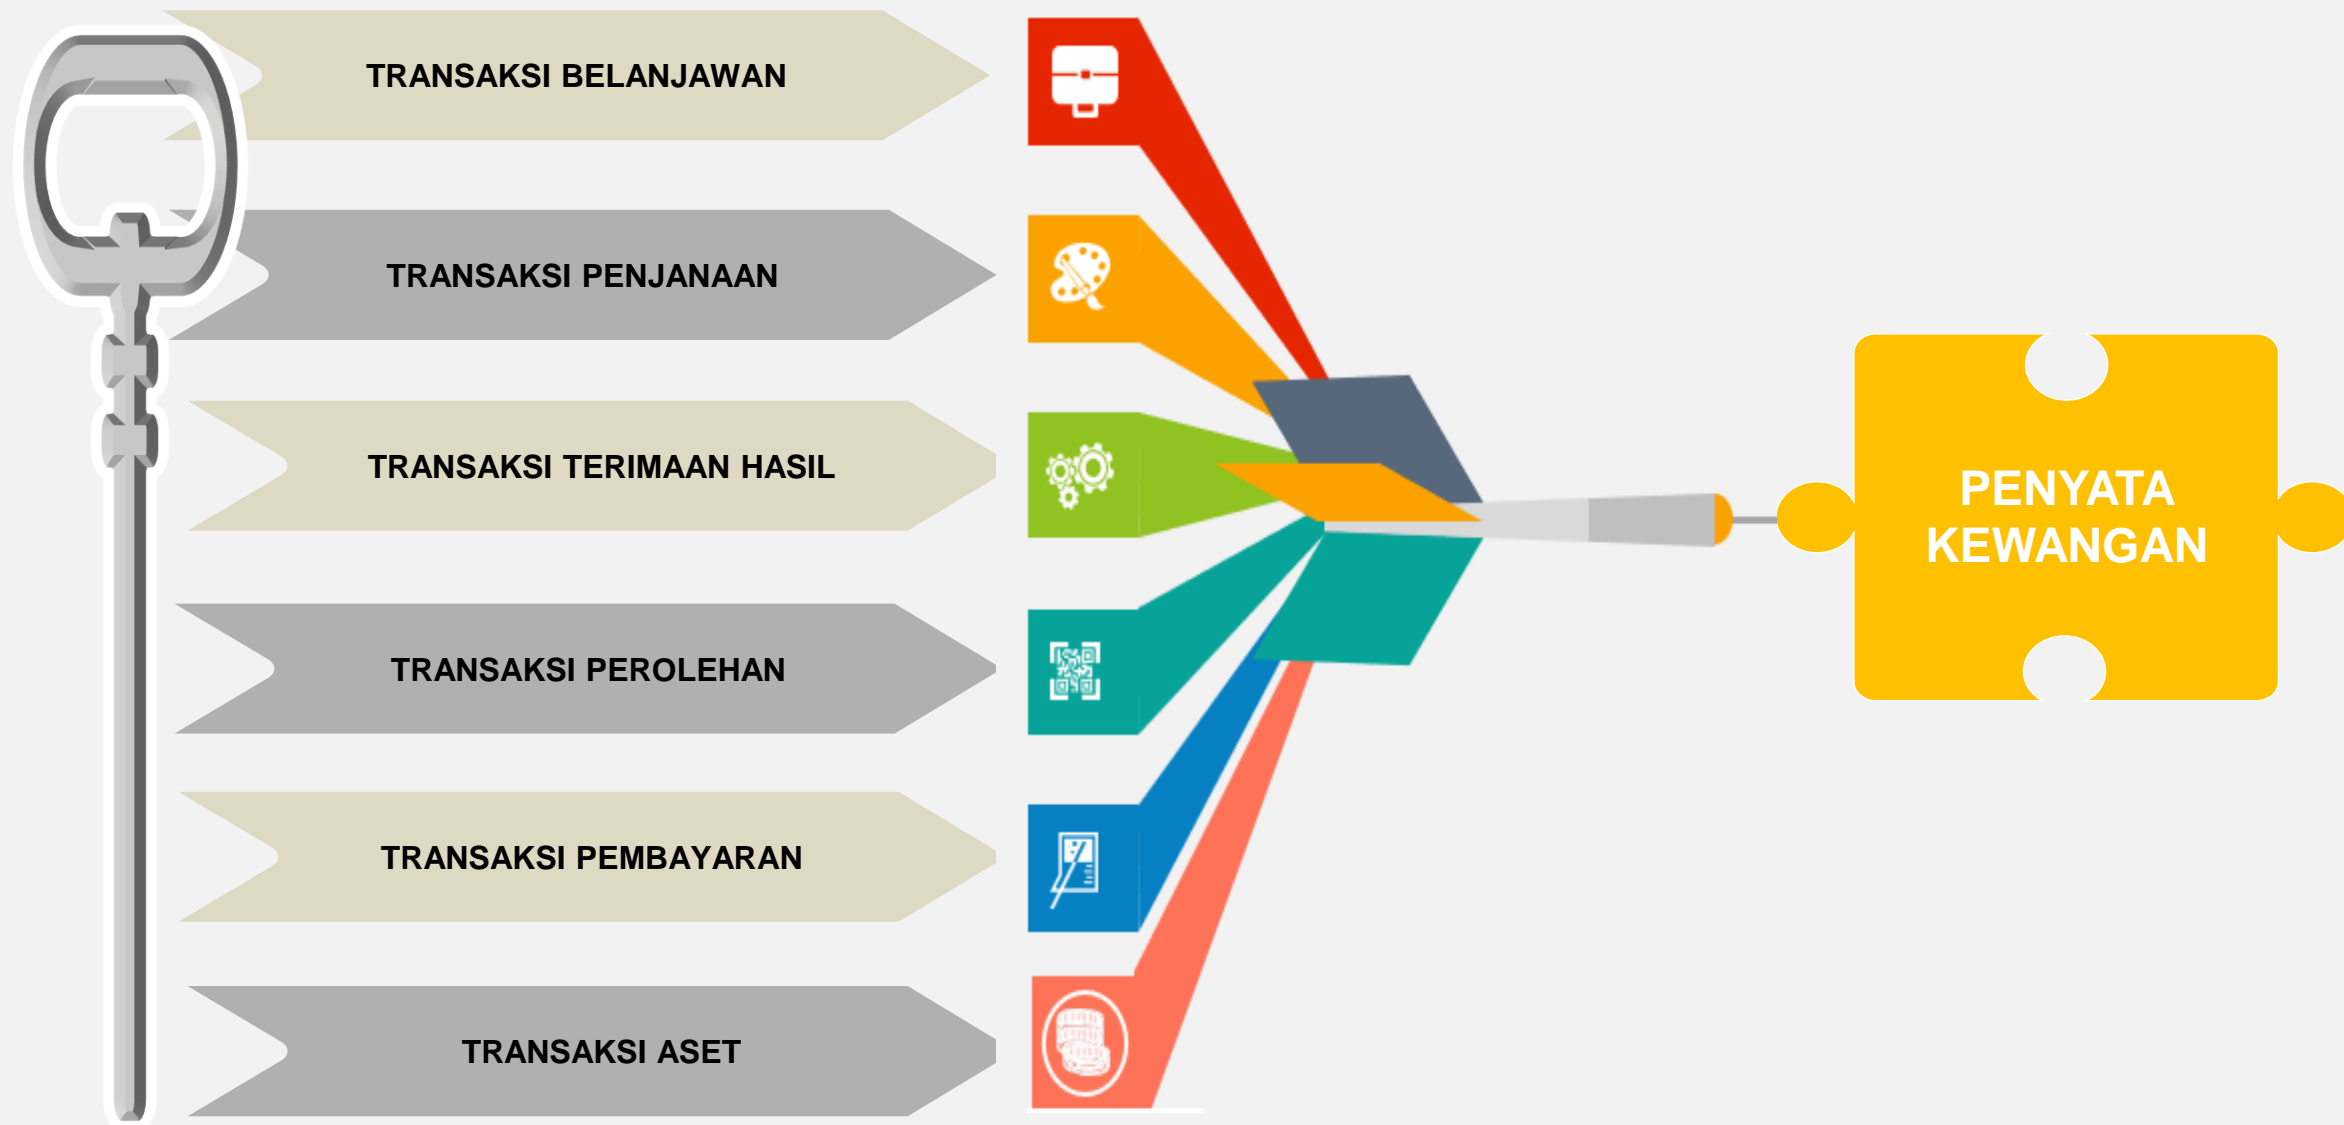 TRANSAKSI BELANJAWAN
TRANSAKSI PENJANAAN
TRANSAKSI TERIMAAN HASIL
TRANSAKSI PEROLEHAN
TRANSAKSI PEMBAYARAN
TRANSAKSI ASET
PENYATA
KEWANGAN